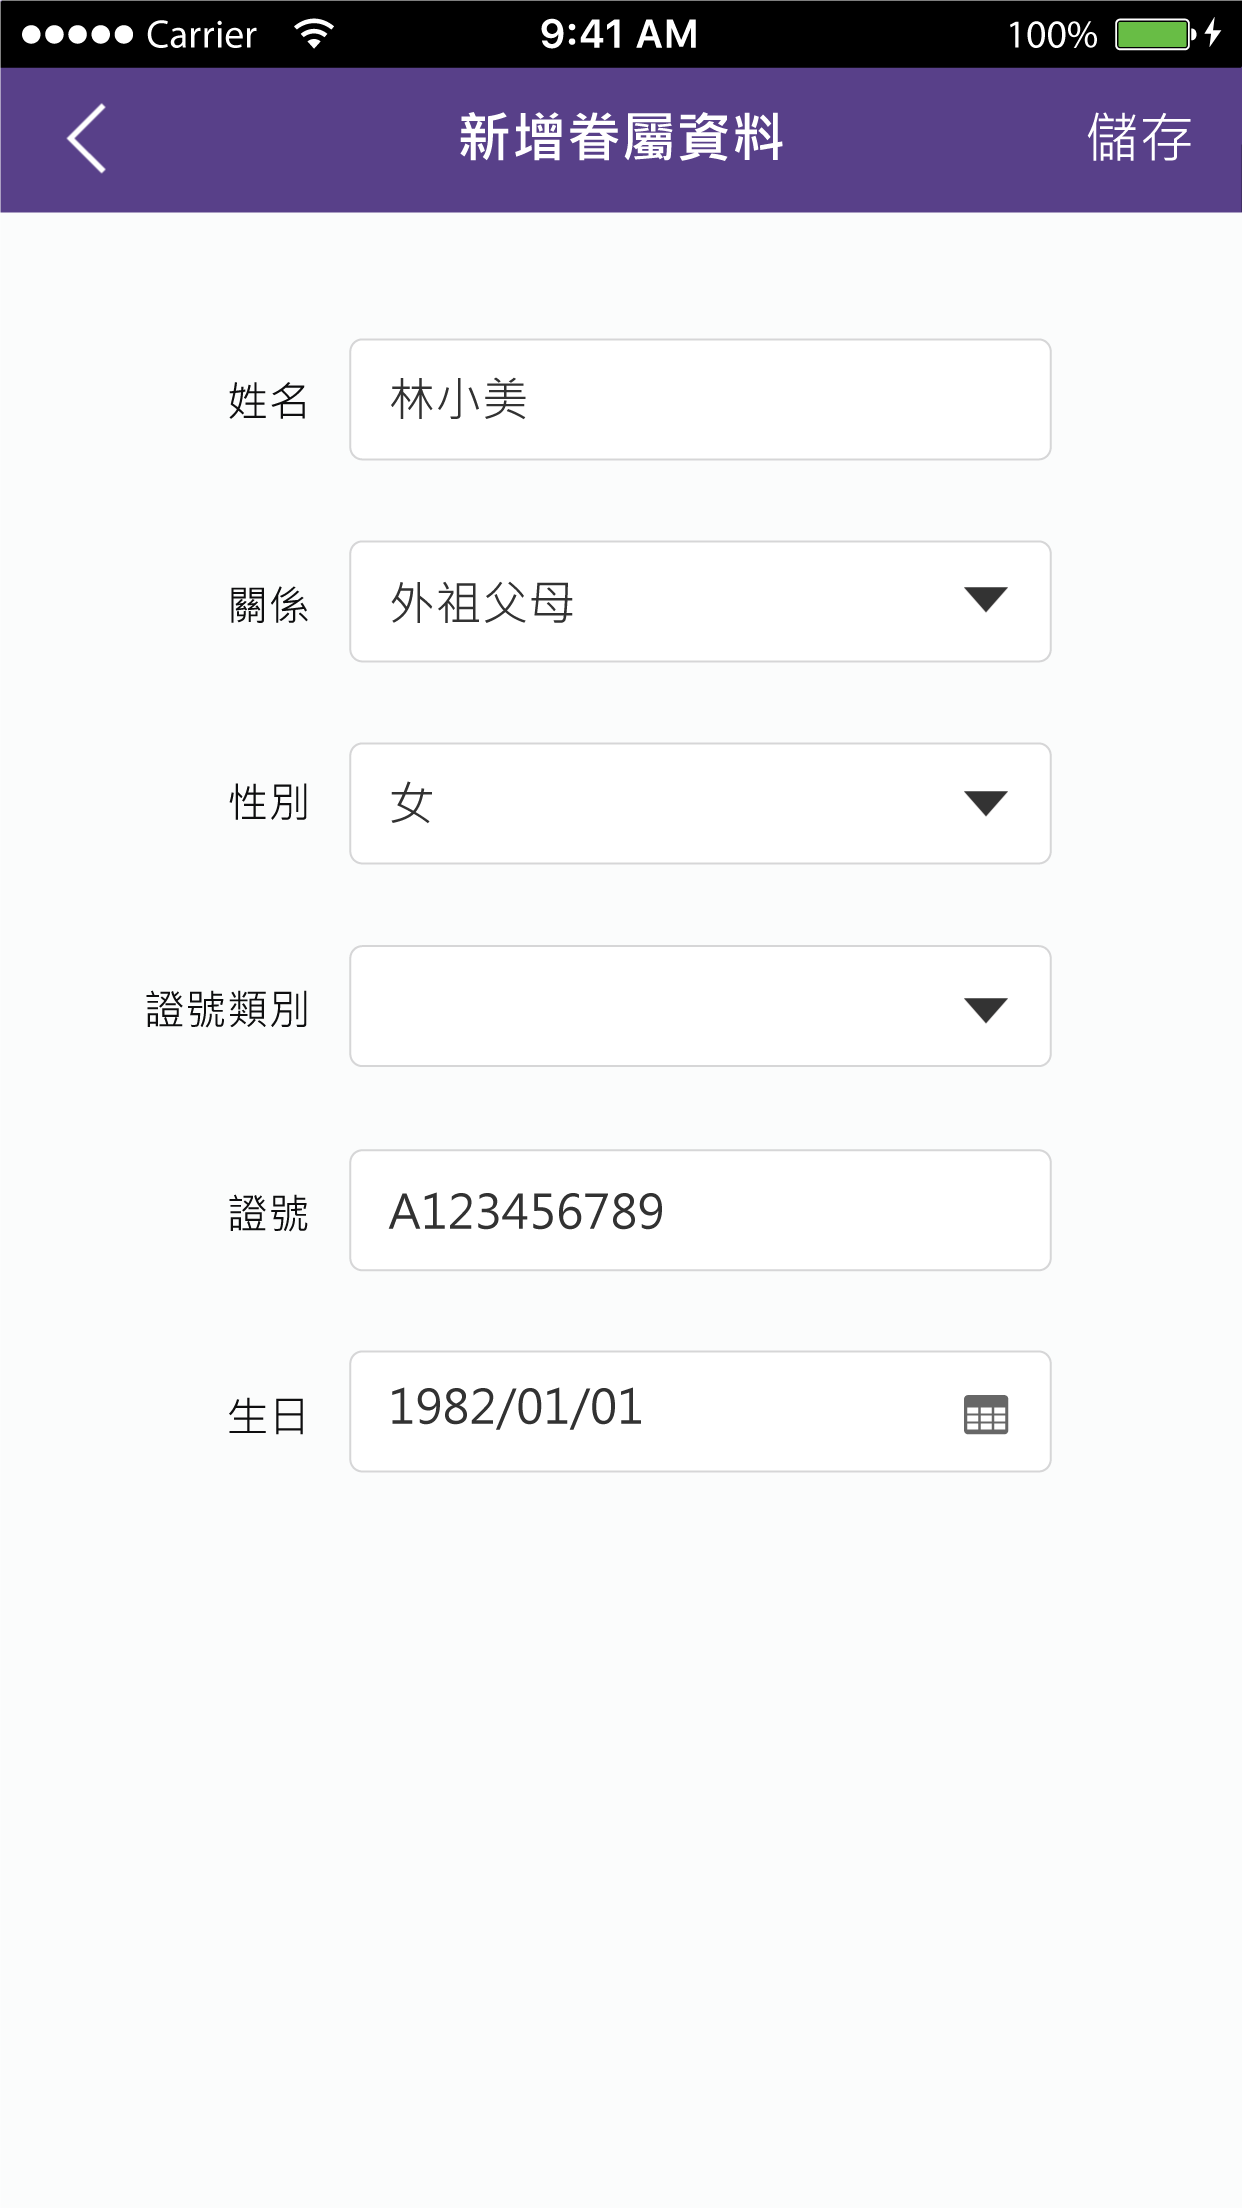 Carrier 9:41 AM 100%
新增眷屬資料 儲存
姓名 林小美
關係 外祖父母
性別 女
證號類別
證號 A123456789
生日 1982/01/01